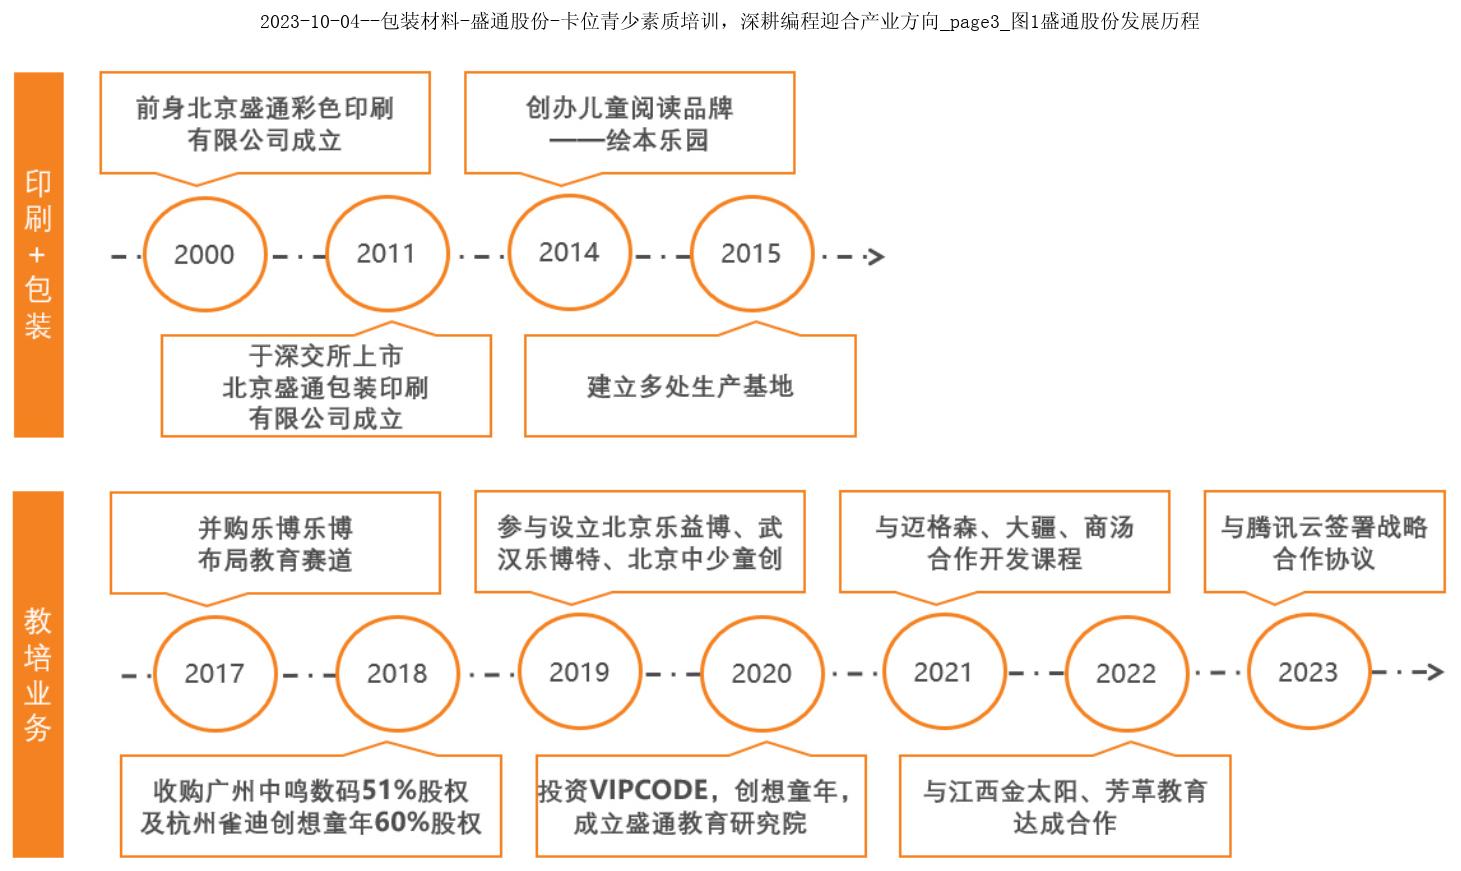 2023-10-04--包装材料-盛通股份-卡位青少素质培训，深耕编程迎合产业方向_page3_图1盛通股份发展历程
印刷+包装
前身北京盛通彩色印刷
有限公司成立
创办儿童阅读品牌
——绘本乐园
2000
2011
2014
2015
于深交所上市
北京盛通包装印刷
有限公司成立
建立多处生产基地
教培业务
并购乐博乐博
布局教育赛道
参与设立北京乐益博、武
汉乐博特、北京中少童创
与迈格森、大疆、商汤
合作开发课程
与腾讯云签署战略
合作协议
2017
2018
2019
2020
2021
2022
2023
收购广州中鸣数码51%股权
及杭州雀迪创想童年60%股权
投资VIPCODE，创想童年，
成立盛通教育研究院
与江西金太阳、芳草教育
达成合作